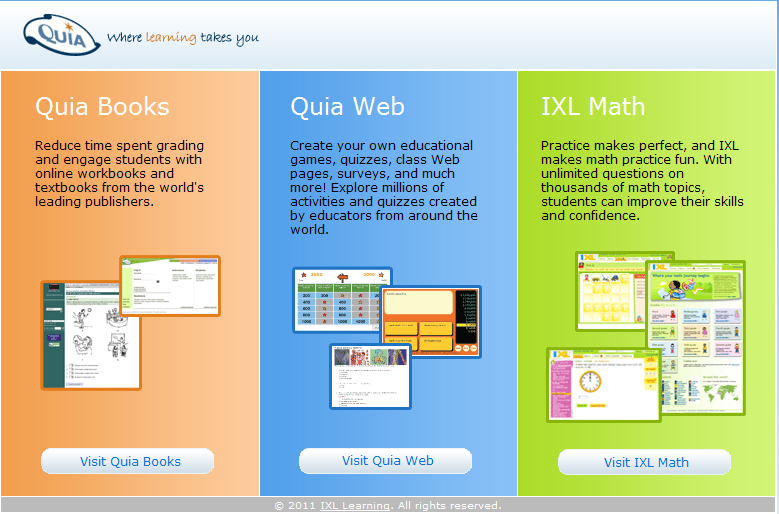 QUIA Where learning takes you
Quia Books
Reduce time spent grading
and engage students with
online workbooks and
textbooks from the world's
leading publishers.
Visit Quia Books
Quia Web
Create your own educational
games, quizzes, class Web
pages, surveys, and much
more! Explore millions of
activities and quizzes created
by educators from around the
world.
Visit Quia Web
IXL Math
Practice makes perfect, and IXL
makes math practice fun. With
unlimited questions on
thousands of math topics,
students can improve their skills
and confidence.
IXL
IXL
IXL
Visit IXL Math
© 2011 IXL Learning. All rights reserved.